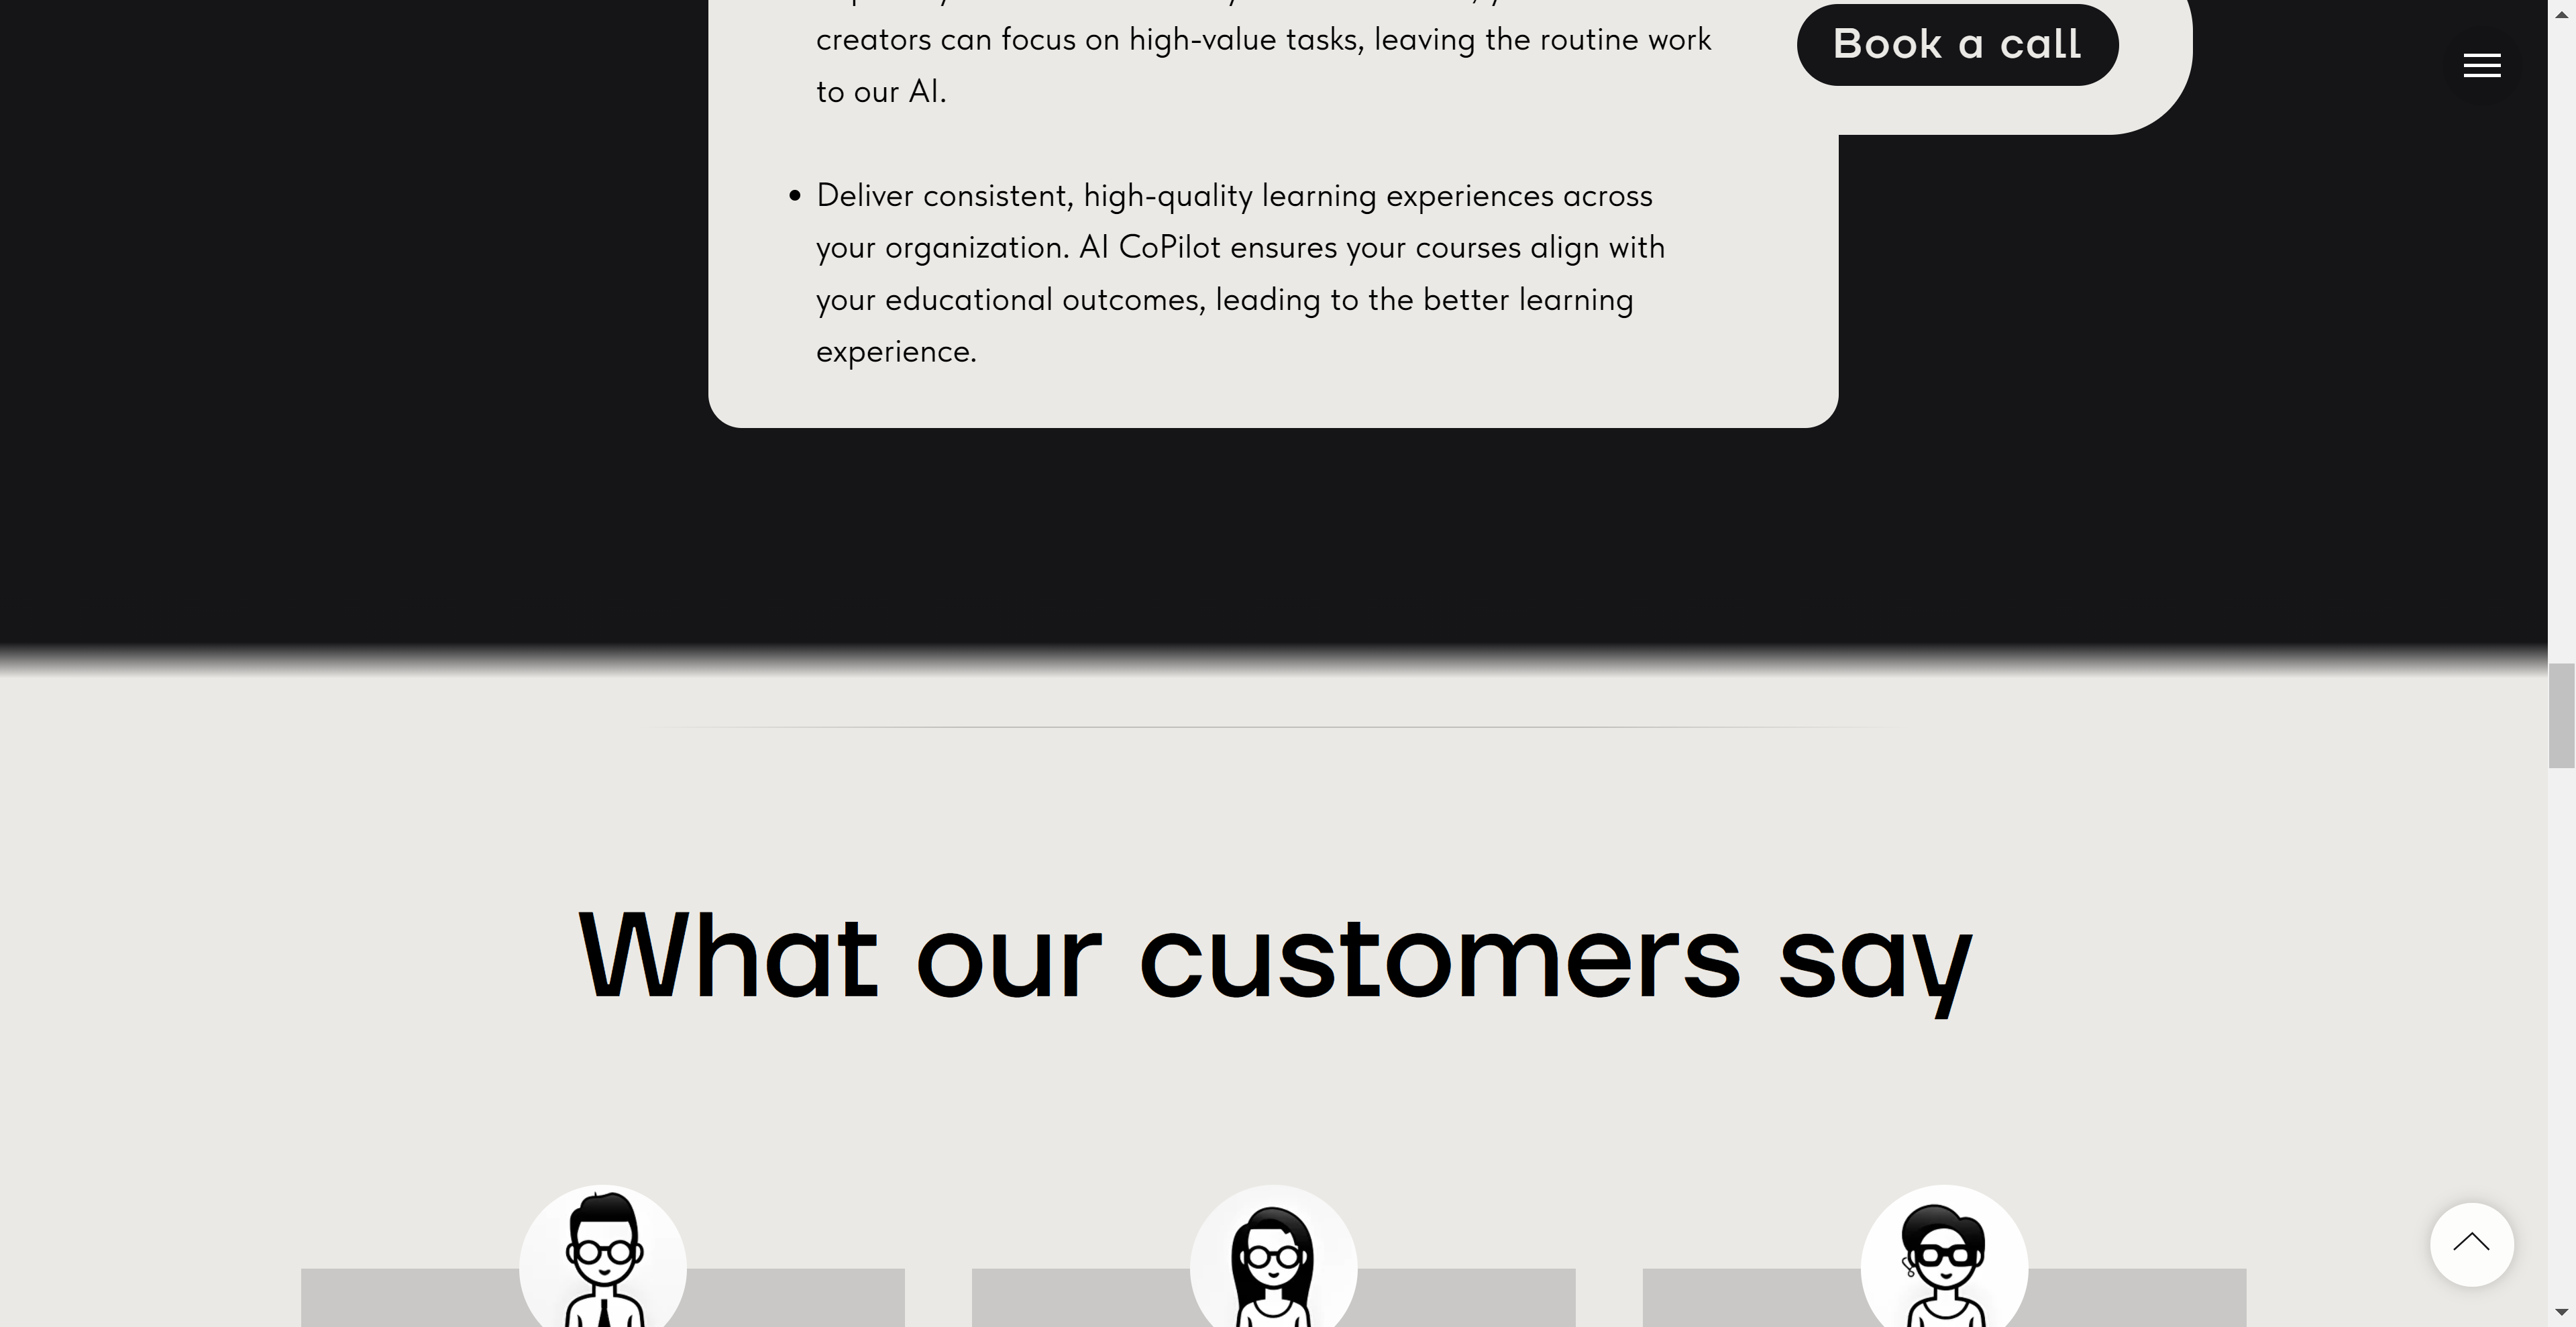 creators can focus on high-value tasks, leaving the routine work
to our AI.
Book a call
• Deliver consistent, high-quality learning experiences across
your organization. AI CoPilot ensures your courses align with
your educational outcomes, leading to the better learning
experience.
What our customers say